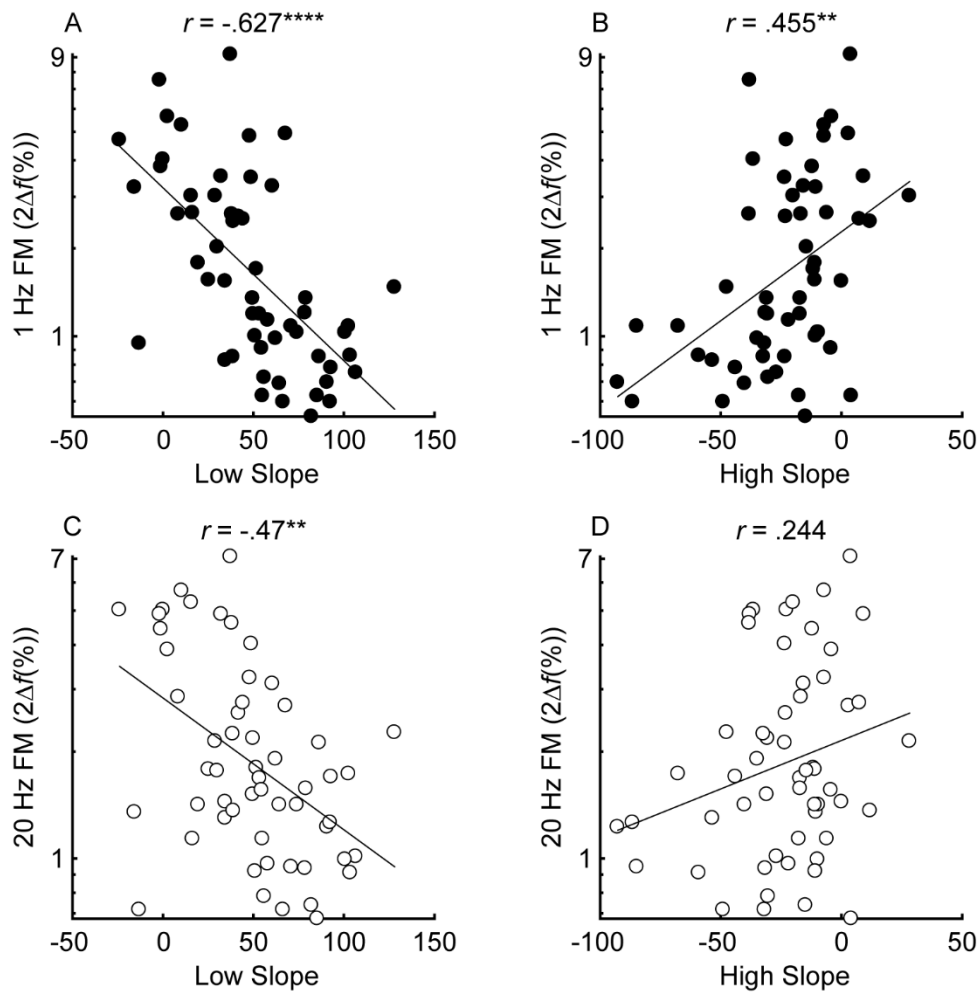 A
r = -.627****
9
1
1 Hz FM (2Δf(%))
-50 0 50 100 150
Low Slope
B
r = .455**
9
1
1 Hz FM (2Δf(%))
-100 -50 0 50
High Slope
C
r = -.47**
7
1
20 Hz FM (2Δf(%))
-50 0 50 100 150
Low Slope
D
r = .244
7
1
20 Hz FM (2Δf(%))
-100 -50 0 50
High Slope